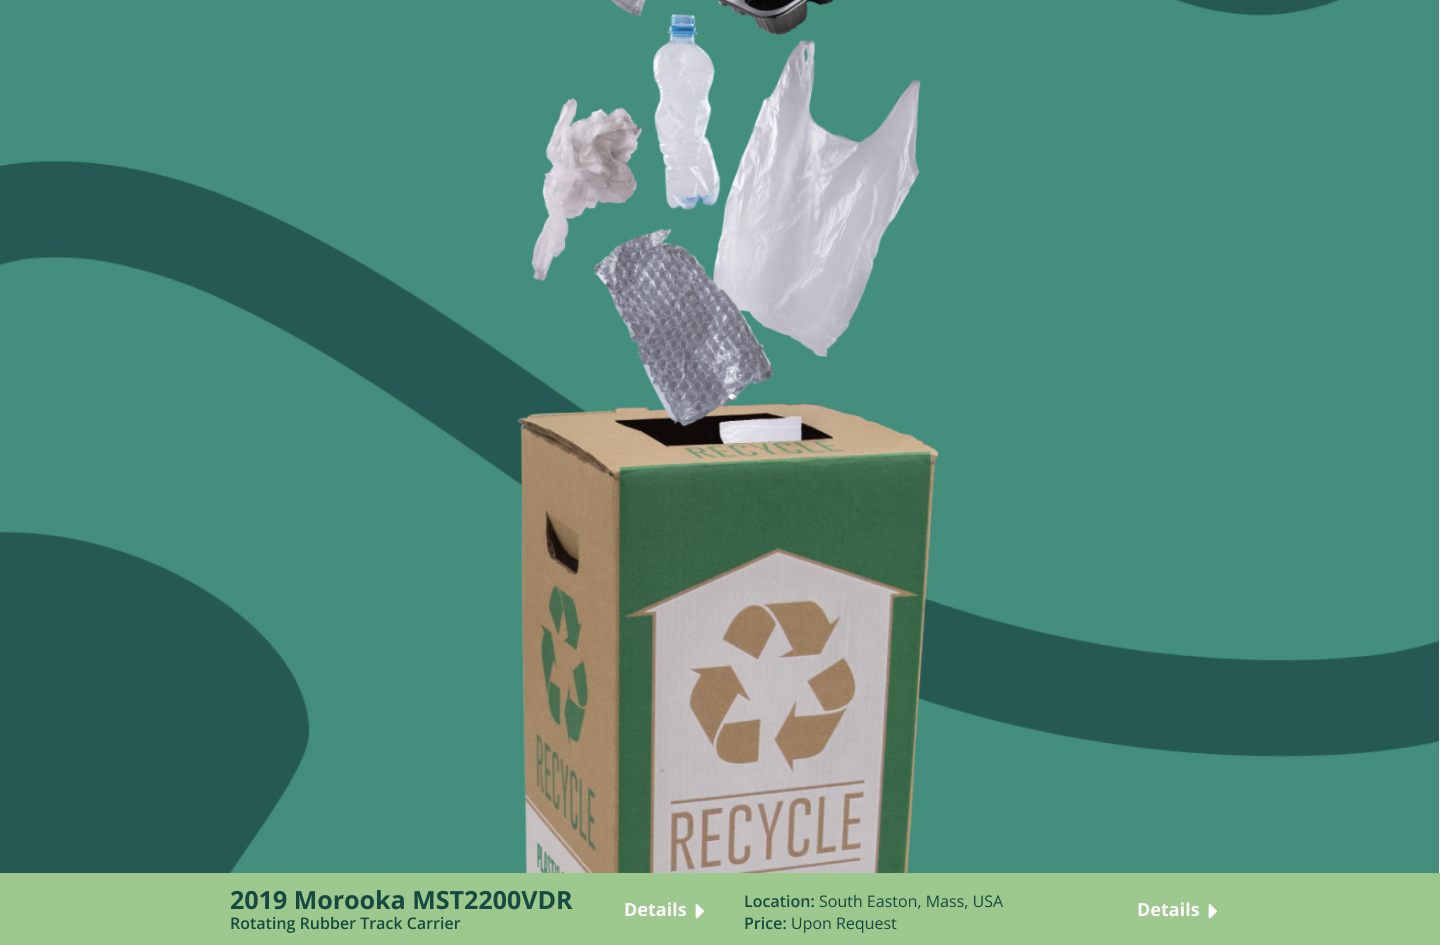 RECYCLE
RECYCLE
RECYCLE
2019 Morooka MST2200VDR
Rotating Rubber Track Carrier
Details
Location: South Easton, Mass, USA
Price: Upon Request
Details